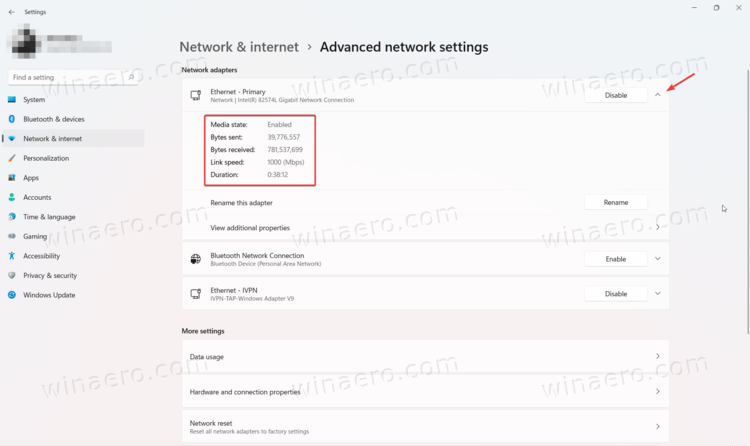 Settings
Network & internet › Advanced network settings
Find a setting
System
Bluetooth & devices
Network & internet
Personalization
Apps
Accounts
Time & language
Gaming
Accessibility
Privacy & security
Windows Update
Network adapters
Ethernet - Primary
Network | Intel(R) 82574L Gigabit Network Connection
Disable
Media state: Enabled
Bytes sent: 39,776,557
Bytes received: 781,537,699
Link speed: 1000 (Mbps)
Duration: 0:38:12
Rename this adapter
Rename
View additional properties
Bluetooth Network Connection
Bluetooth Device (Personal Area Network)
Enable
Ethernet - IVPN
IVPN-TAP-Windows Adapter V9
Disable
More settings
Data usage
Hardware and connection properties
Network reset
Reset all network adapters to factory settings
winaero.com
winaero.com
winaero.com
winaero.com
winaero.com
winaero.com
winaero.com
winaero.com
winaero.com